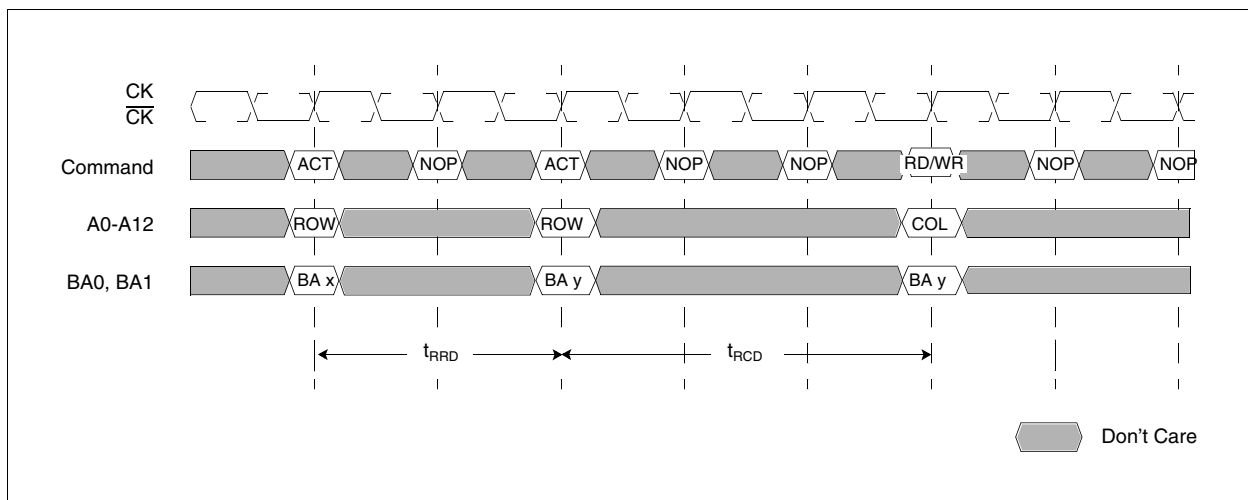 CK
CK
Command ACT NOP ACT NOP NOP RD/WR NOP NOP
A0-A12 ROW ROW COL
BA0, BA1 BA x BA y BA y
tRRD tRCD
Don't Care